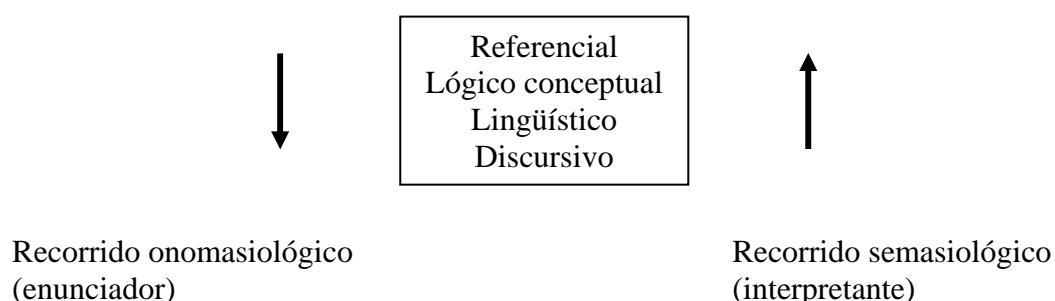 Referencial
Lógico conceptual
Lingüístico
Discursivo
Recorrido onomasiológico
(enunciador)
Recorrido semasiológico
(interpretante)